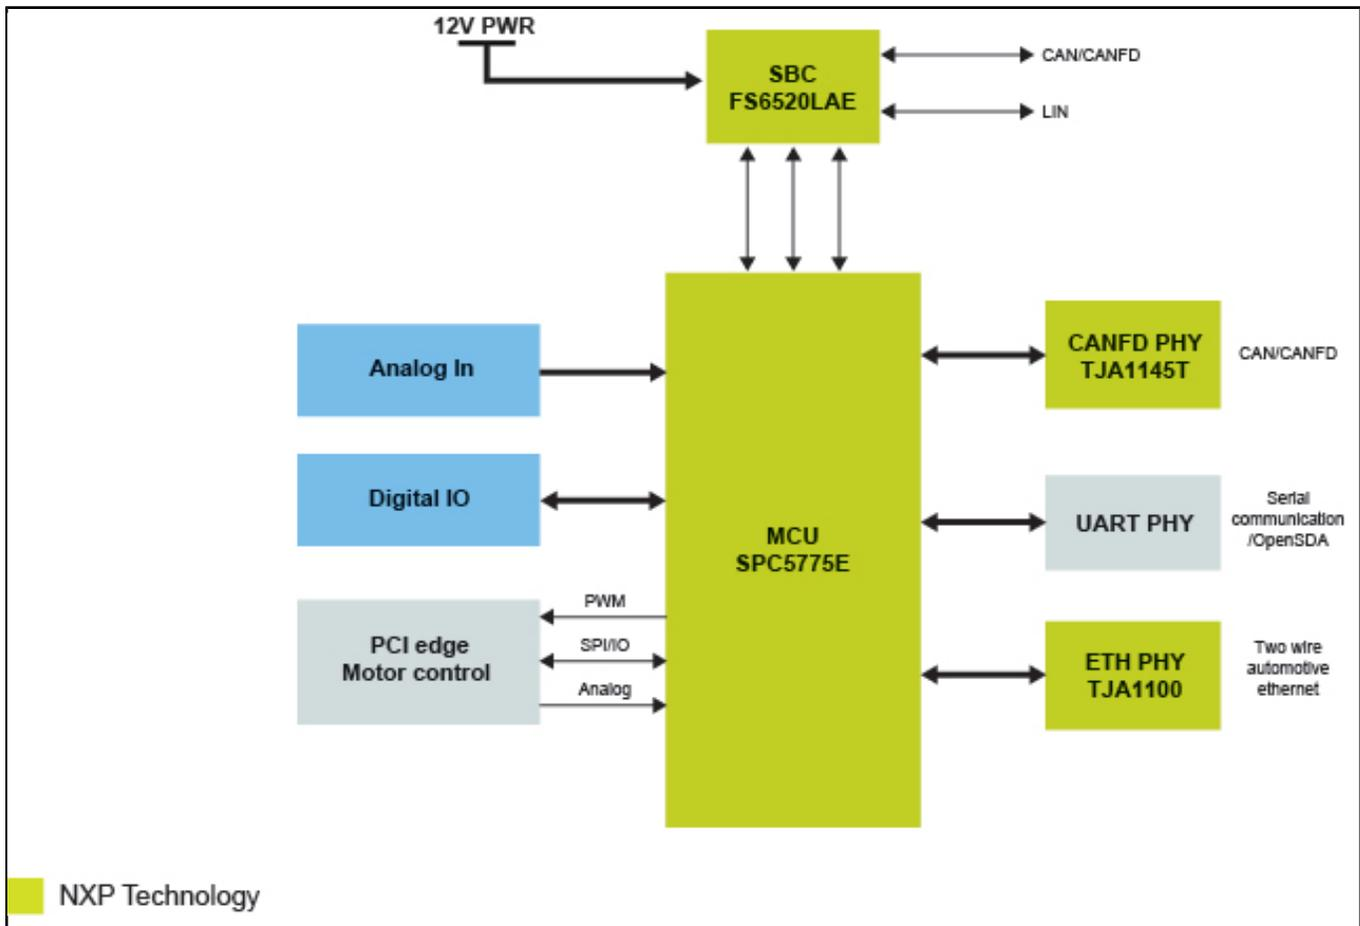 12V PWR
SBC
FS6520LAE
CAN/CANFD
LIN
Analog In
CANFD PHY
TJA1145T
CAN/CANFD
Digital IO
MCU
SPC5775E
UART PHY
Serial
communication
/OpenSDA
PCI edge
Motor control
PWM
SPI/IO
Analog
ETH PHY
TJA1100
Two wire
automotive
ethernet
NXP Technology